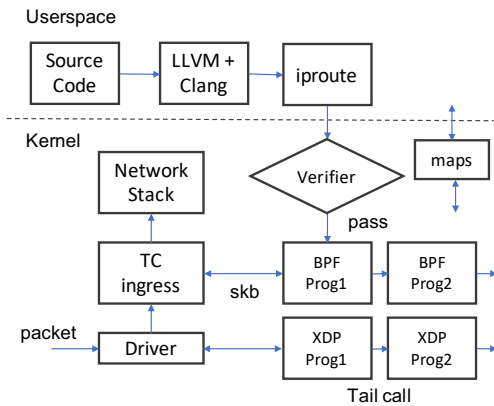 Userspace
Source
Code
LLVM +
Clang
iproute
Kernel
Network
Stack
Verifier
maps
pass
TC
ingress
skb
BPF
Prog1
BPF
Prog2
packet
Driver
XDP
Prog1
XDP
Prog2
Tail call